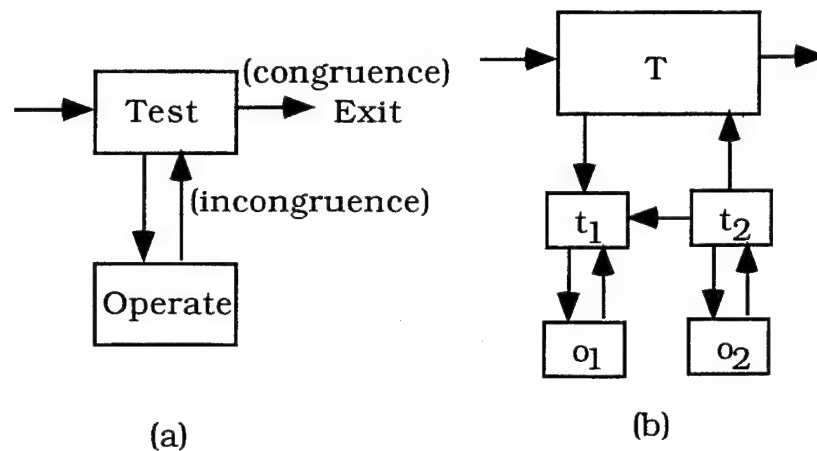 (congruence)
Test
Exit
(incongruence)
Operate
(a)
T
t1
t2
o1
o2
(b)